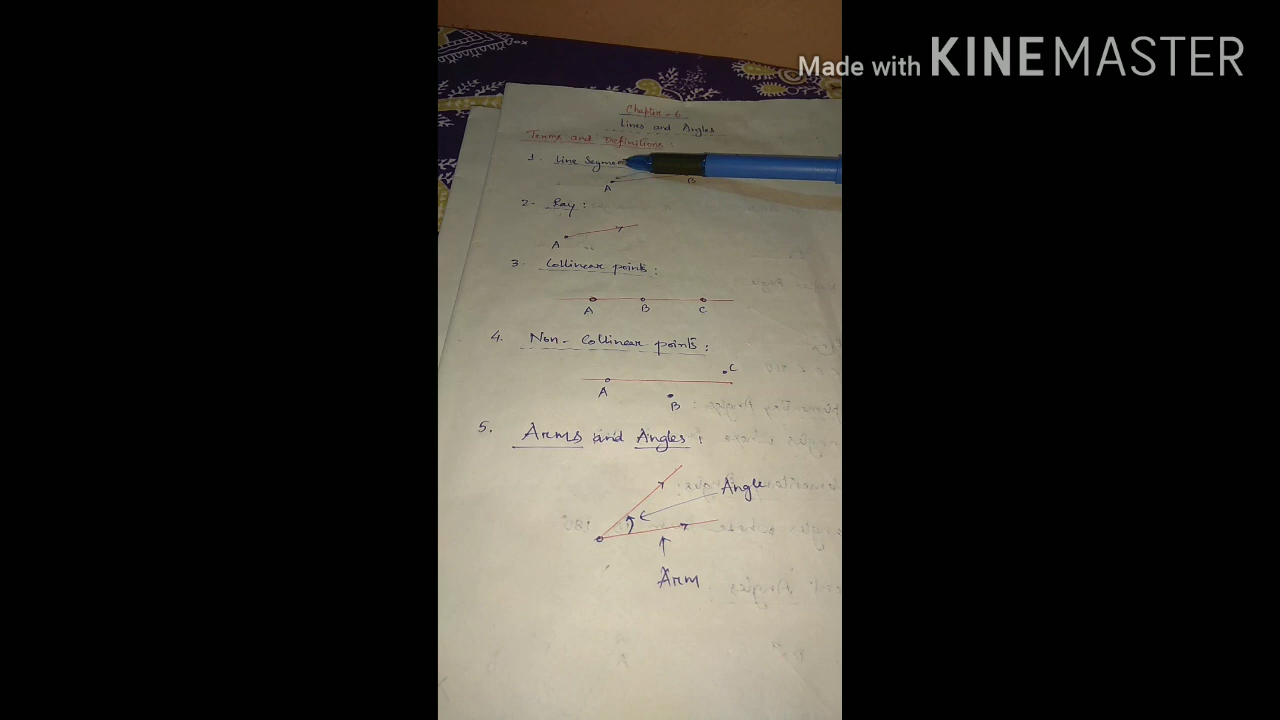 Made with KINEMASTER
Chapter - 6
Lines and Angles
Terms and Definitions :
1. Line Segmen
A B
2. Ray :
A
3. Collinear points :
A B C
4. Non - Collinear points :
C
A
B
5. Arms and Angles :
Angle
Arm